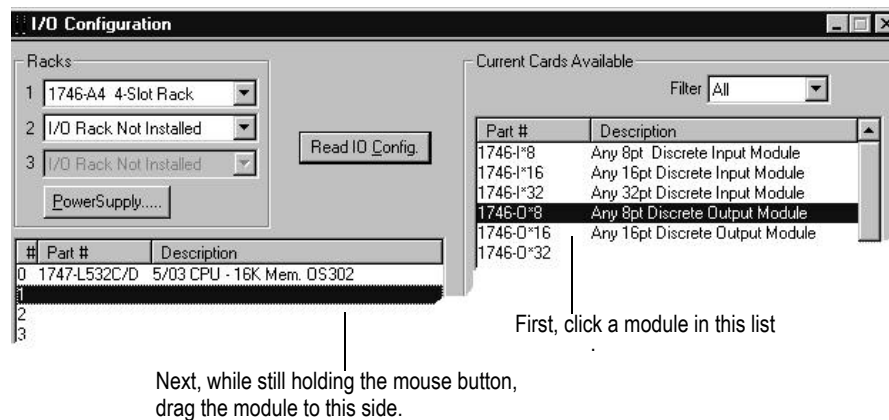 I/O Configuration
Racks
1 1746-A4 4-Slot Rack
2 I/O Rack Not Installed
3 I/O Rack Not Installed
PowerSupply.....
Read IO Config.
# Part # Description
0 1747-L532C/D 5/03 CPU - 16K Mem. OS302
1
2
3
Current Cards Available
Filter All
Part # Description
1746-I*8 Any 8pt Discrete Input Module
1746-I*16 Any 16pt Discrete Input Module
1746-I*32 Any 32pt Discrete Input Module
1746-O*8 Any 8pt Discrete Output Module
1746-O*16 Any 16pt Discrete Output Module
1746-O*32
First, click a module in this list
.
Next, while still holding the mouse button,
drag the module to this side.